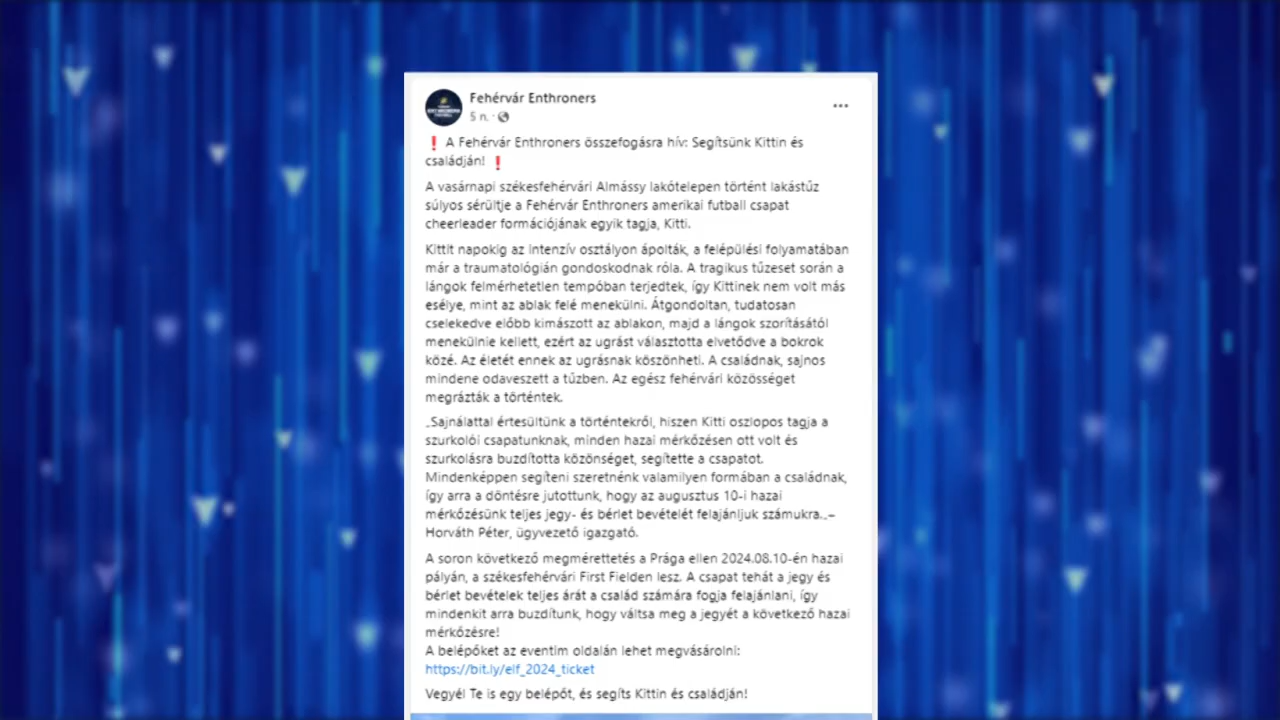 Fehérvár Enthroners
5 n. ·
❗ A Fehérvár Enthroners összefogásra hív: Segítsünk Kittin és
családján! ❗
A vasárnapi székesfehérvári Almássy lakótelepen történt lakástűz
súlyos sérültje a Fehérvár Enthroners amerikai futball csapat
cheerleader formációjának egyik tagja, Kitti.
Kittit napokig az intenzív osztályon ápolták, a felépülési folyamatában
már a traumatológián gondoskodnak róla. A tragikus tűzeset során a
lángok felmérhetetlen tempóban terjedtek, így Kittinek nem volt más
esélye, mint az ablak felé menekülni. Átgondoltan, tudatosan
cselekedve előbb kimászott az ablakon, majd a lángok szorításától
menekülnie kellett, ezért az ugrást választotta elvetődve a bokrok
közé. Az életét ennek az ugrásnak köszönheti. A családnak, sajnos
mindene odaveszett a tűzben. Az egész fehérvári közösséget
megrázták a történtek.
„Sajnálattal értesültünk a történtekről, hiszen Kitti oszlopos tagja a
szurkolói csapatunknak, minden hazai mérkőzésen ott volt és
szurkolásra buzdította közönséget, segítette a csapatot.
Mindenképpen segíteni szeretnénk valamilyen formában a családnak,
így arra a döntésre jutottunk, hogy az augusztus 10-i hazai
mérkőzésünk teljes jegy- és bérlet bevételét felajánljuk számukra.„–
Horváth Péter, ügyvezető igazgató.
A soron következő megmérettetés a Prága ellen 2024.08.10-én hazai
pályán, a székesfehérvári First Fielden lesz. A csapat tehát a jegy és
bérlet bevételek teljes árát a család számára fogja felajánlani, így
mindenkit arra buzdítunk, hogy váltsa meg a jegyét a következő hazai
mérkőzésre!
A belépőket az eventim oldalán lehet megvásárolni:
https://bit.ly/elf_2024_ticket
Vegyél Te is egy belépőt, és segíts Kittin és családján!